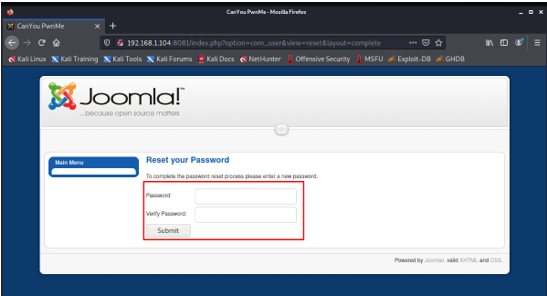 CanYou PwnMe - Mozilla Firefox
CanYou PwnMe
192.168.1.104:8081/index.php?option=com_user&view=reset&layout=complete
Kali Linux Kali Training Kali Tools Kali Forums Kali Docs NetHunter Offensive Security MSFU Exploit-DB GHDB
Joomla!™
...because open source matters
Main Menu
Reset your Password
To complete the password reset process please enter a new password.
Password:
Verify Password:
Submit
Powered by Joomla!. valid XHTML and CSS.